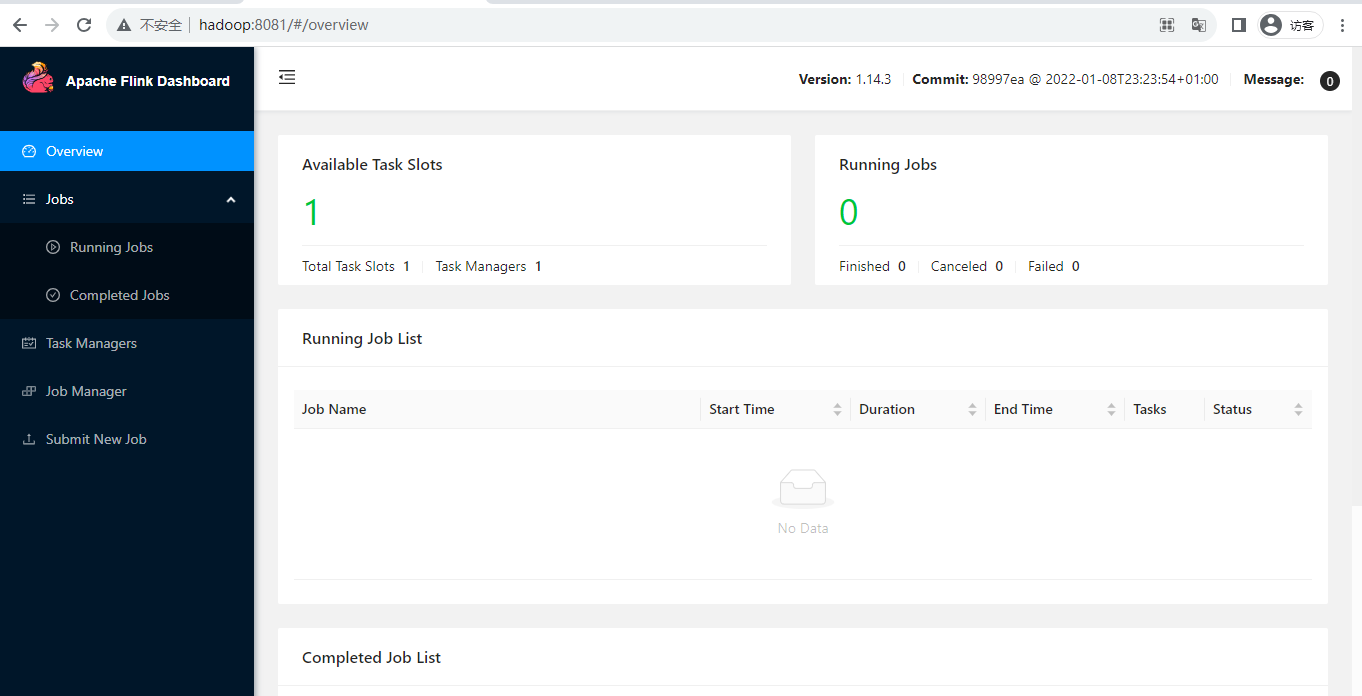 不安全 hadoop:8081/#/overview 访客
Apache Flink Dashboard
Version: 1.14.3 Commit: 98997ea @ 2022-01-08T23:23:54+01:00 Message: 0
Overview
Jobs
Running Jobs
Completed Jobs
Task Managers
Job Manager
Submit New Job
Available Task Slots
1
Total Task Slots 1 Task Managers 1
Running Jobs
0
Finished 0 Canceled 0 Failed 0
Running Job List
Job Name Start Time Duration End Time Tasks Status
No Data
Completed Job List